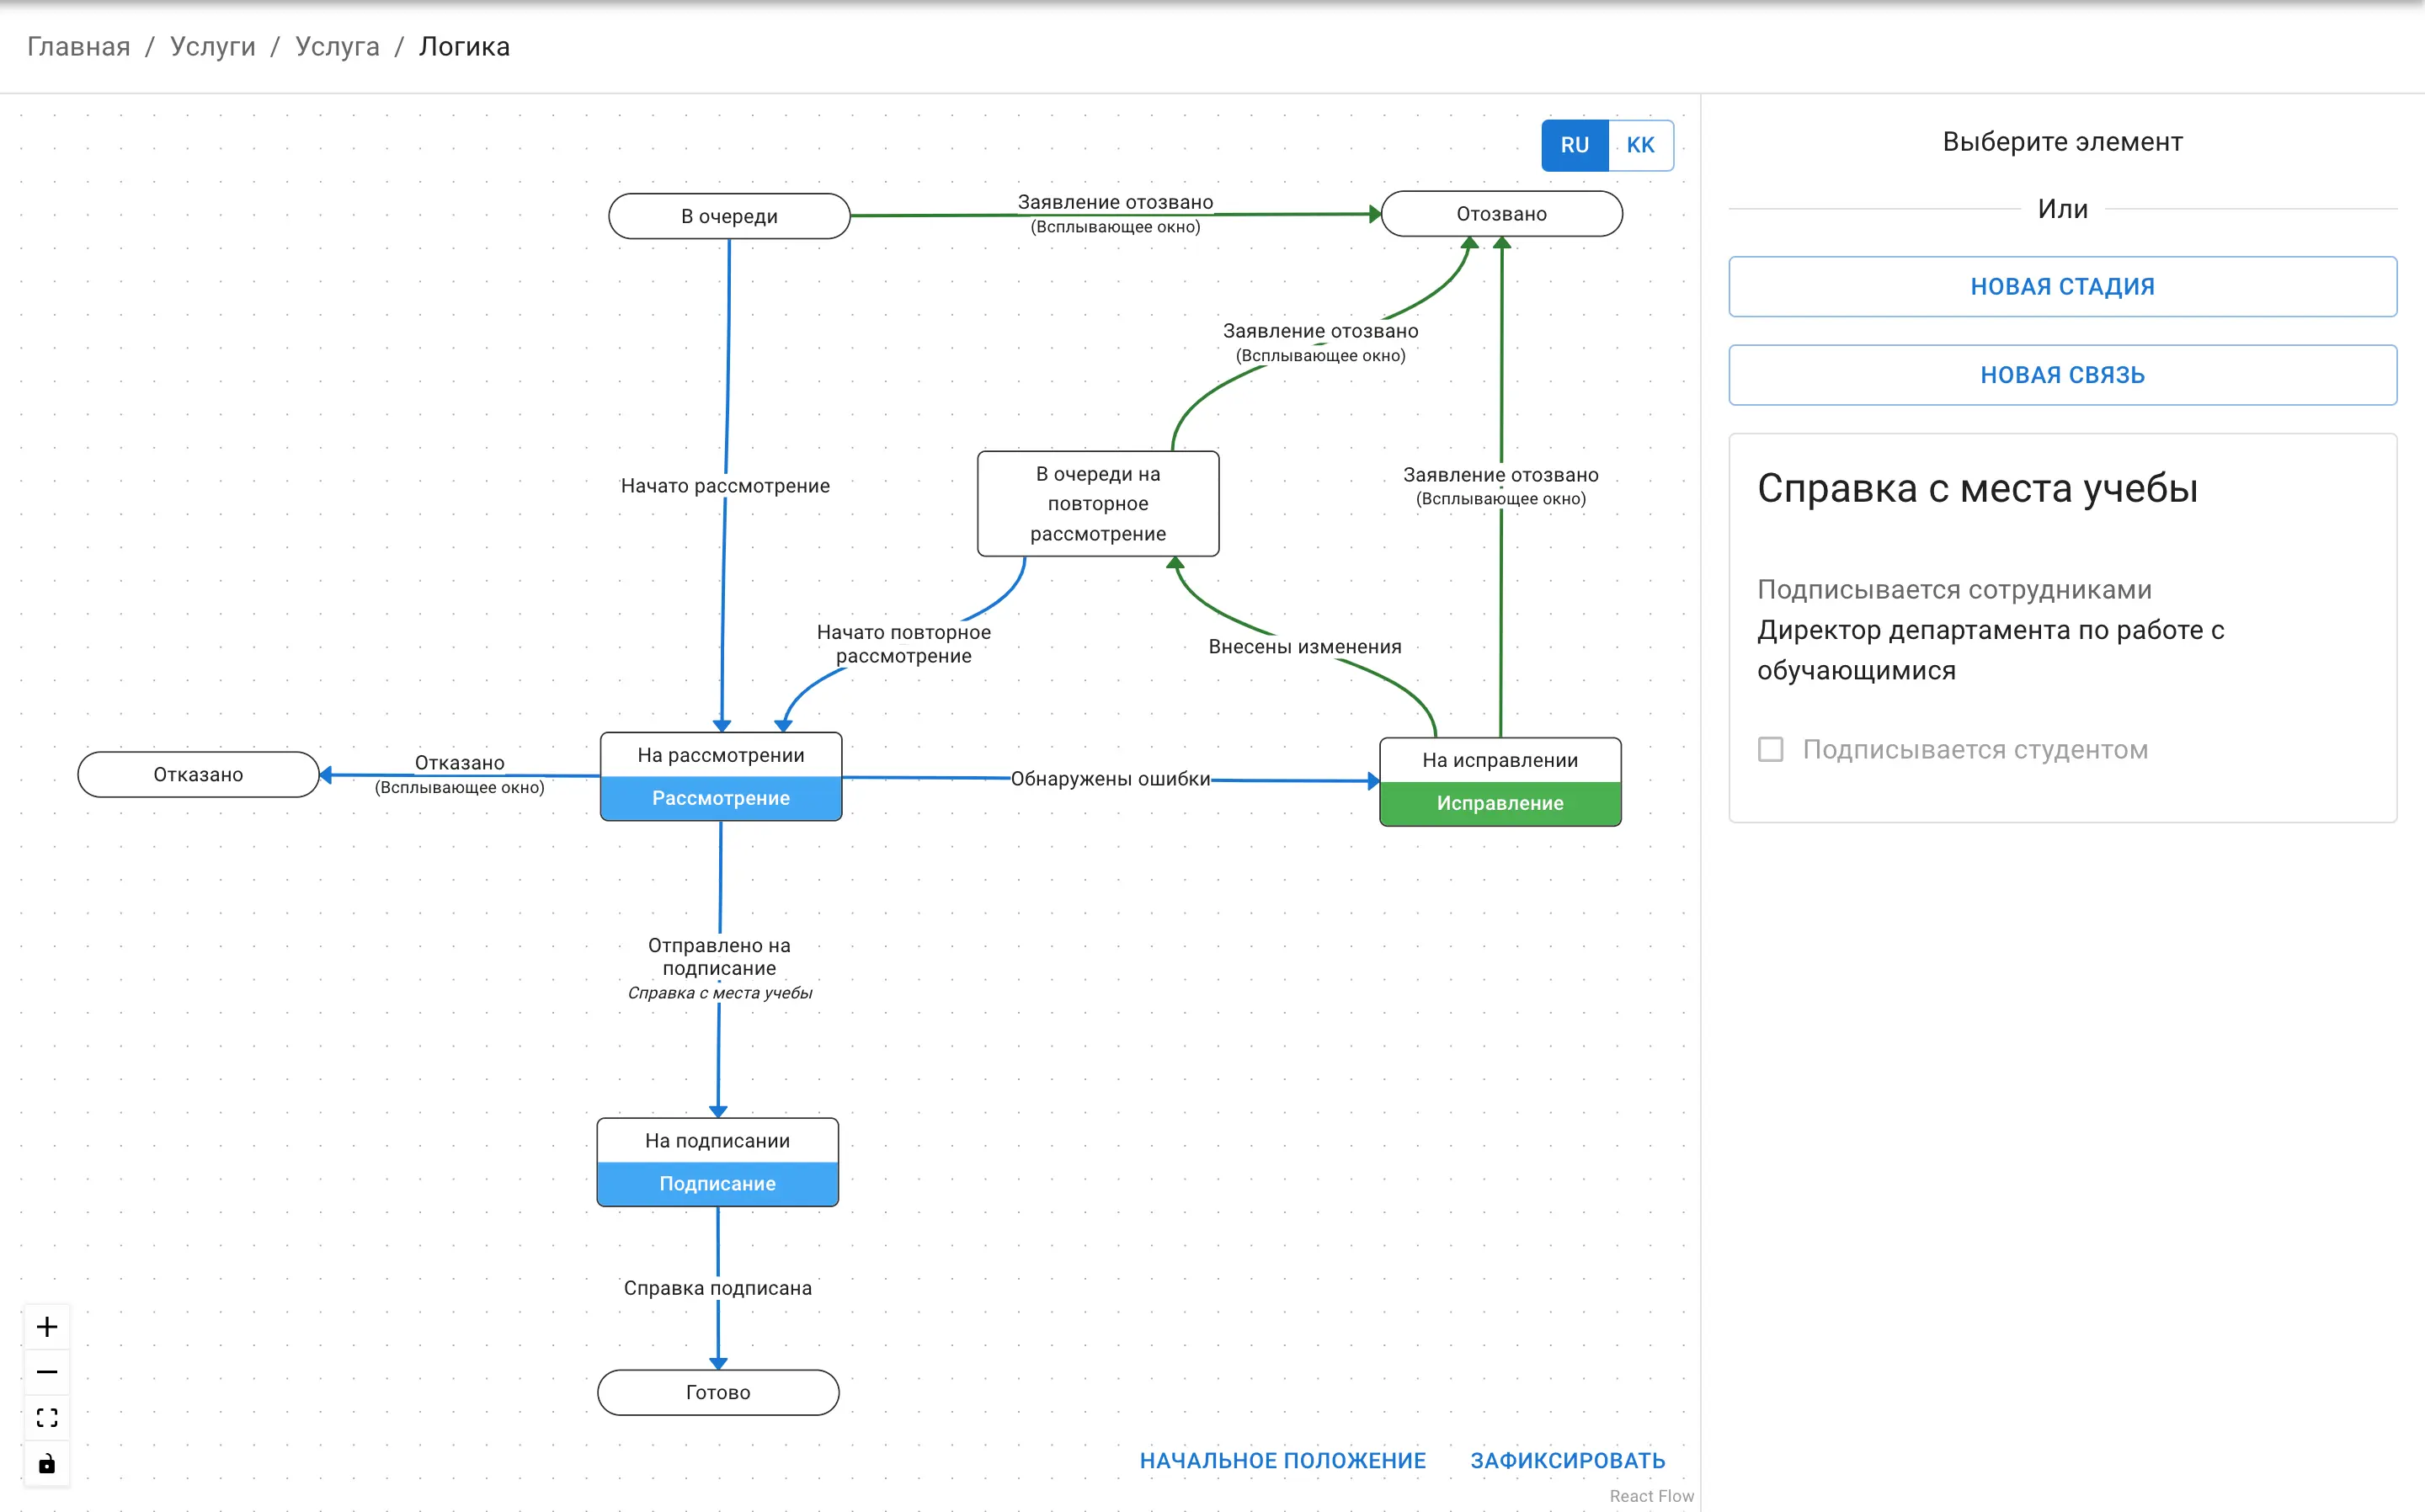 Главная / Услуги / Услуга / Логика
RU KK
Выберите элемент
Или
НОВАЯ СТАДИЯ
НОВАЯ СВЯЗЬ
Справка с места учебы
Подписывается сотрудниками
Директор департамента по работе с
обучающимися
Подписывается студентом
В очереди
Заявление отозвано
(Всплывающее окно)
Отозвано
Заявление отозвано
(Всплывающее окно)
Начато рассмотрение
В очереди на
повторное
рассмотрение
Заявление отозвано
(Всплывающее окно)
Начато повторное
рассмотрение
Внесены изменения
Отказано
Отказано
(Всплывающее окно)
На рассмотрении
Рассмотрение
Обнаружены ошибки
На исправлении
Исправление
Отправлено на
подписание
Справка с места учебы
На подписании
Подписание
Справка подписана
Готово
НАЧАЛЬНОЕ ПОЛОЖЕНИЕ
ЗАФИКСИРОВАТЬ
React Flow